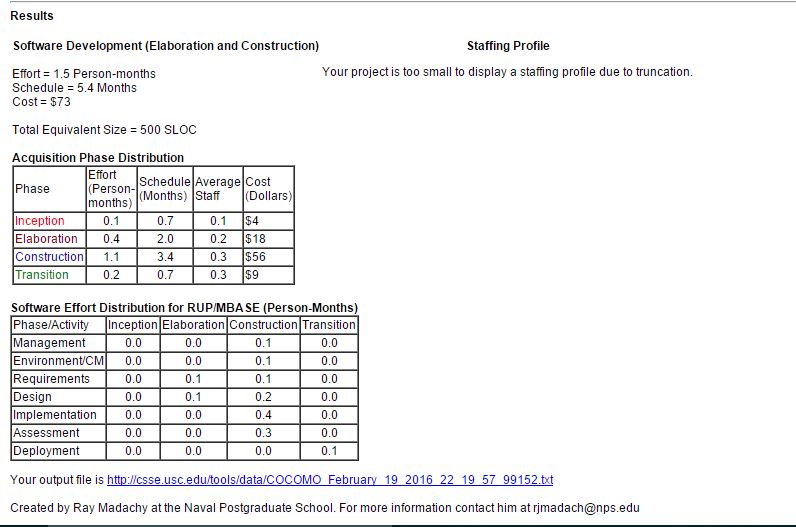 Results
Software Development (Elaboration and Construction)
Staffing Profile
Effort = 1.5 Person-months
Schedule = 5.4 Months
Cost = $73
Your project is too small to display a staffing profile due to truncation.
Total Equivalent Size = 500 SLOC
Acquisition Phase Distribution
Phase Effort (Person-months) Schedule (Months) Average Staff Cost (Dollars)
Inception 0.1 0.7 0.1 $4
Elaboration 0.4 2.0 0.2 $18
Construction 1.1 3.4 0.3 $56
Transition 0.2 0.7 0.3 $9
Software Effort Distribution for RUP/MBASE (Person-Months)
Phase/Activity Inception Elaboration Construction Transition
Management 0.0 0.0 0.1 0.0
Environment/CM 0.0 0.0 0.1 0.0
Requirements 0.0 0.1 0.1 0.0
Design 0.0 0.1 0.2 0.0
Implementation 0.0 0.0 0.4 0.0
Assessment 0.0 0.0 0.3 0.0
Deployment 0.0 0.0 0.0 0.1
Your output file is http://csse.usc.edu/tools/data/COCOMO_February_19_2016_22_19_57_99152.txt
Created by Ray Madachy at the Naval Postgraduate School. For more information contact him at rjmadach@nps.edu